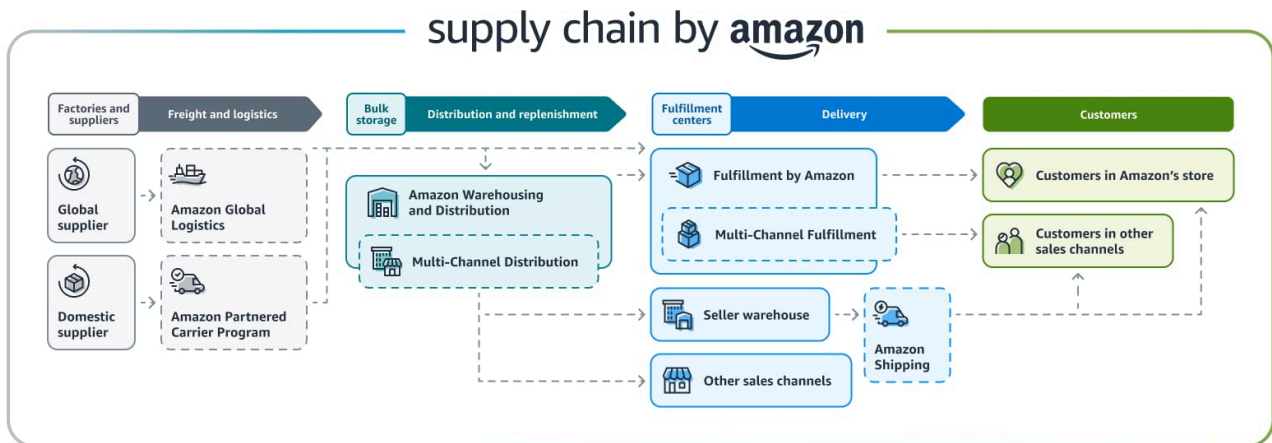 supply chain by amazon
Factories and
suppliers
Freight and logistics
Bulk
storage
Distribution and replenishment
Fulfillment
centers
Delivery
Customers
Global
supplier
Amazon Global
Logistics
Domestic
supplier
Amazon Partnered
Carrier Program
Amazon Warehousing
and Distribution
Multi-Channel Distribution
Fulfillment by Amazon
Multi-Channel Fulfillment
Seller warehouse
Other sales channels
Amazon
Shipping
Customers in Amazon's store
Customers in other
sales channels